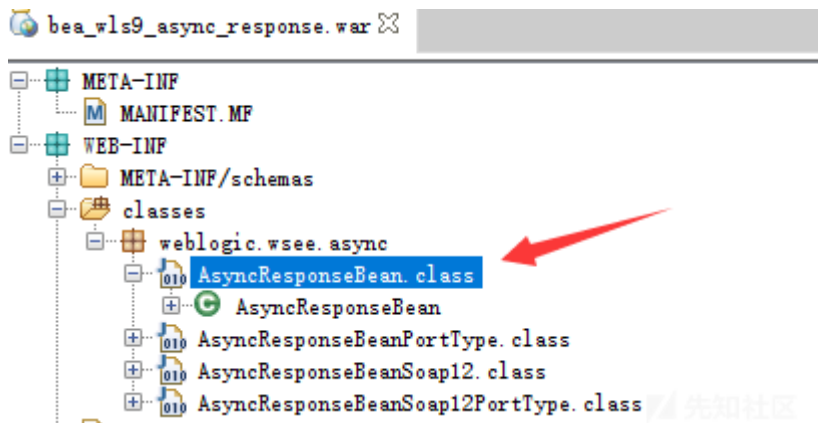 bea_wls9_async_response.war
META-INF
MANIFEST.MF
WEB-INF
META-INF/schemas
classes
weblogic.wsee.async
AsyncResponseBean.class
AsyncResponseBean
AsyncResponseBeanPortType.class
AsyncResponseBeanSoap12.class
AsyncResponseBeanSoap12PortType.class
先知社区